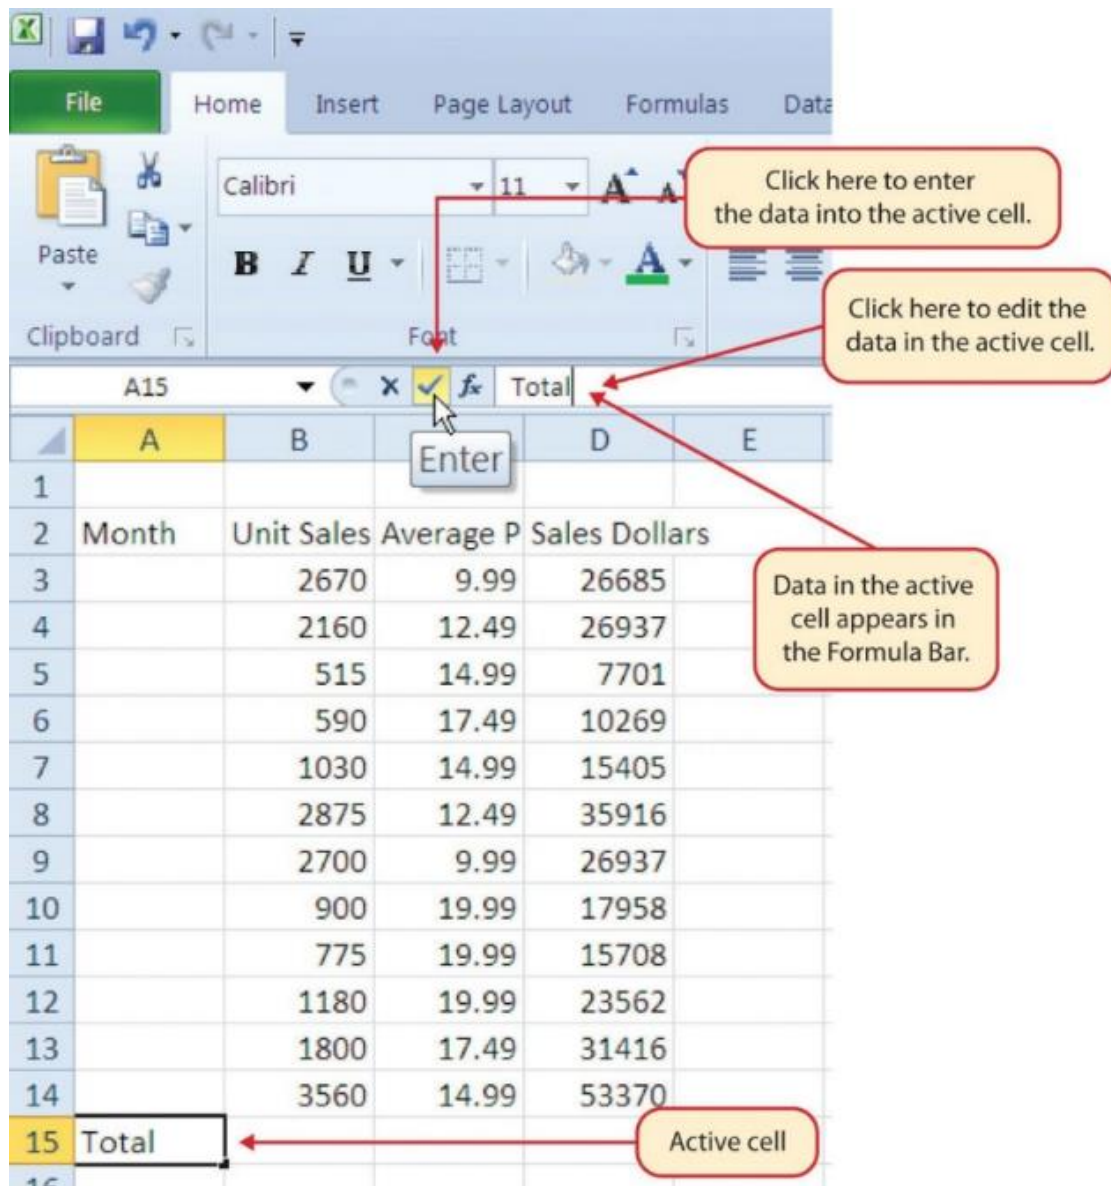 File Home Insert Page Layout Formulas Data
Calibri 11
Click here to enter
the data into the active cell.
Paste
B I U A
Clipboard Font
Click here to edit the
data in the active cell.
A15 fx Total
A B D E
Enter
1
2 Month Unit Sales Average P Sales Dollars
3 2670 9.99 26685
4 2160 12.49 26937
5 515 14.99 7701
6 590 17.49 10269
7 1030 14.99 15405
8 2875 12.49 35916
9 2700 9.99 26937
10 900 19.99 17958
11 775 19.99 15708
12 1180 19.99 23562
13 1800 17.49 31416
14 3560 14.99 53370
Data in the active
cell appears in
the Formula Bar.
15 Total
Active cell